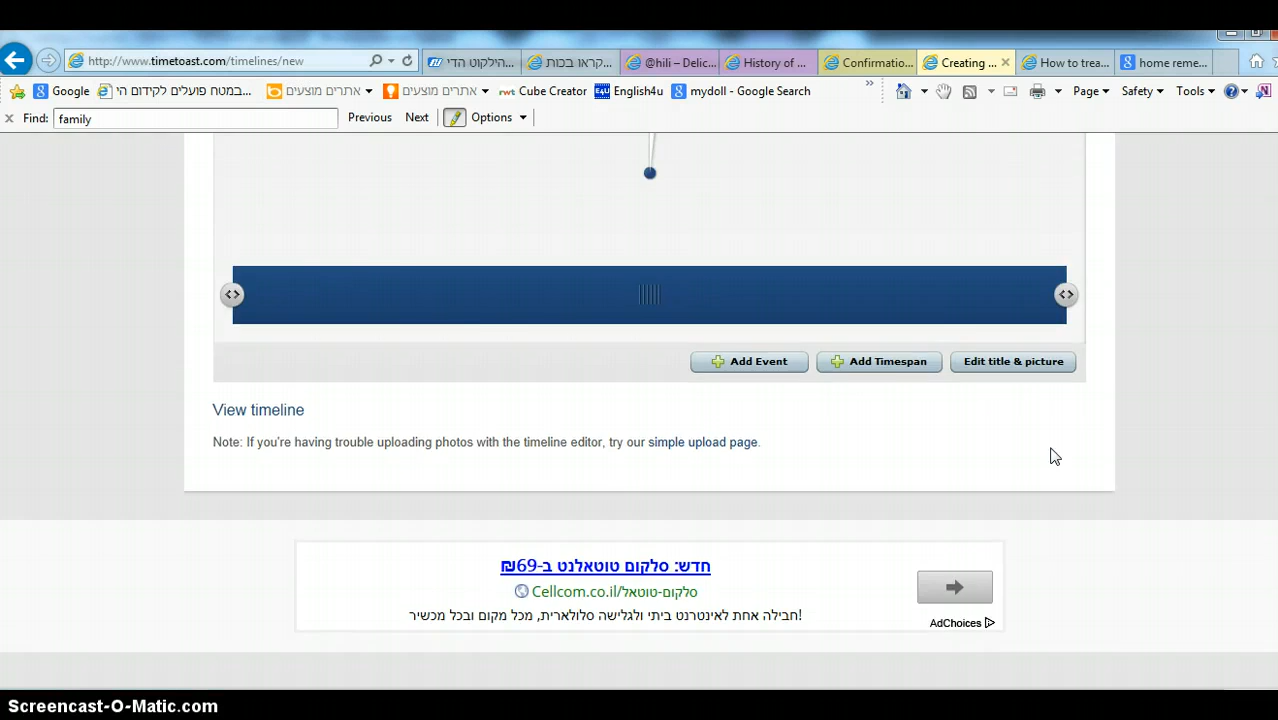 http://www.timetoast.com/timelines/new
הילקוט הדי...
קראו בכות...
@hili – Delic...
History of ...
Confirmatio...
Creating ...
How to trea...
home reme...
Google
במטח פועלים לקידום הי...
אתרים מוצעים
אתרים מוצעים
rwt Cube Creator
E4U English4u
mydoll - Google Search
Page
Safety
Tools
Find: family
Previous
Next
Options
Add Event
Add Timespan
Edit title & picture
View timeline
Note: If you're having trouble uploading photos with the timeline editor, try our simple upload page.
חדש: סלקום טוטאלנט ב-69₪
Cellcom.co.il/סלקום-טוטאל
חבילה אחת לאינטרנט ביתי ולגלישה סלולארית, מכל מקום ובכל מכשיר!
AdChoices
Screencast-O-Matic.com